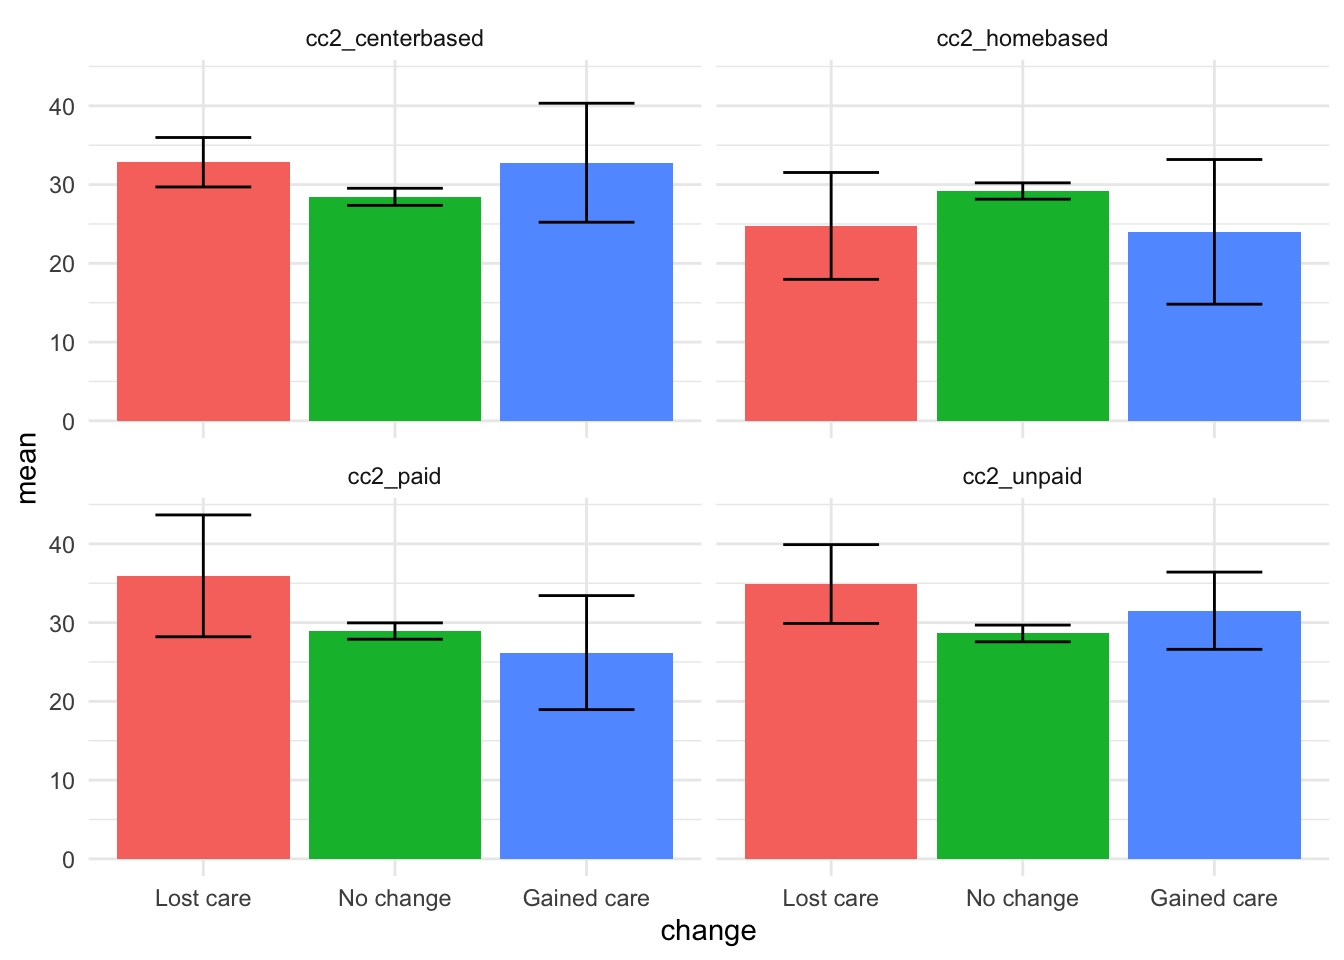 cc2_centerbased
cc2_homebased
40
30
20
10
0
cc2_paid
cc2_unpaid
40
30
20
10
0
mean
Lost care
No change
Gained care
Lost care
No change
Gained care
change